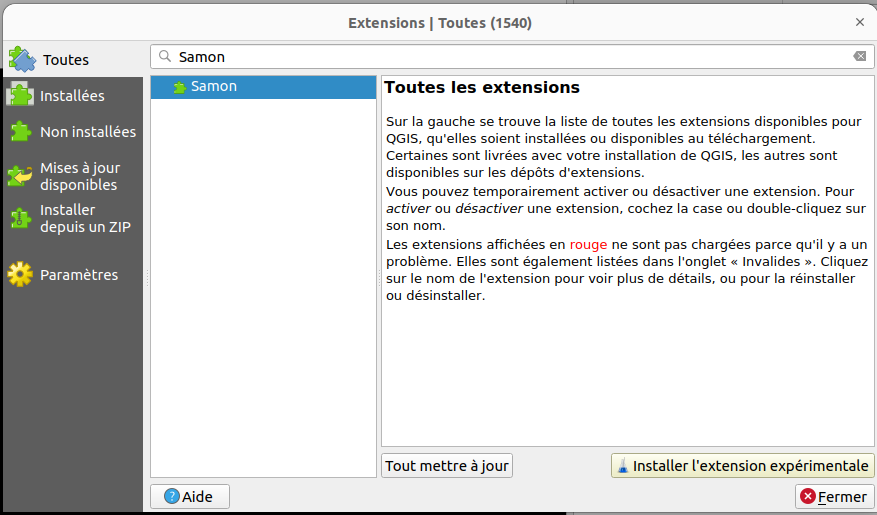 Extensions | Toutes (1540)
Toutes
Installées
Non installées
Mises à jour
disponibles
Installer
depuis un ZIP
Paramètres
Samon
Samon
Toutes les extensions
Sur la gauche se trouve la liste de toutes les extensions disponibles pour
QGIS, qu'elles soient installées ou disponibles au téléchargement.
Certaines sont livrées avec votre installation de QGIS, les autres sont
disponibles sur les dépôts d'extensions.
Vous pouvez temporairement activer ou désactiver une extension. Pour
activer ou désactiver une extension, cochez la case ou double-cliquez sur
son nom.
Les extensions affichées en rouge ne sont pas chargées parce qu'il y a un
problème. Elles sont également listées dans l'onglet « Invalides ». Cliquez
sur le nom de l'extension pour voir plus de détails, ou pour la réinstaller
ou désinstaller.
Tout mettre à jour
Installer l'extension expérimentale
Aide
Fermer